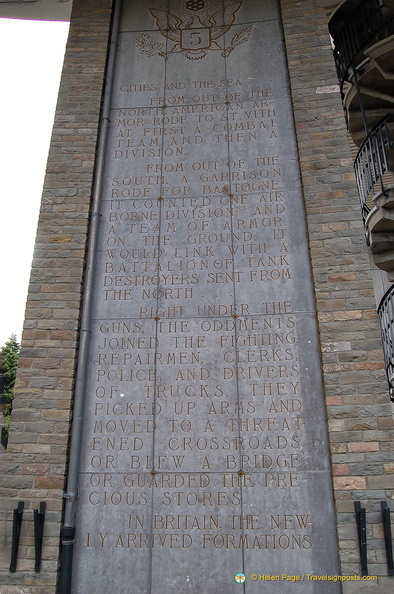 5
CITIES AND THE SEA
FROM OUT OF THE
NORTH AMERICAN AR-
MOR RODE TO ST. VITH
AT FIRST A COMBAT
TEAM AND THEN A
DIVISION.
FROM OUT OF THE
SOUTH, A GARRISON
RODE FOR BASTOGNE.
IT COUNTED ONE AIR
BORNE DIVISION AND
A TEAM OF ARMOR
ON THE GROUND, IT
WOULD LINK WITH A
BATTALION OF TANK
DESTROYERS SENT FROM
THE NORTH.
RIGHT UNDER THE
GUNS, THE ODDMENTS
JOINED THE FIGHTING,
REPAIRMEN, CLERKS,
POLICE AND DRIVERS
OF TRUCKS, THEY
PICKED UP ARMS AND
MOVED TO A THREAT-
ENED CROSSROADS
OR BLEW A BRIDGE
OR GUARDED THE PRE-
CIOUS STORES.
IN BRITAIN, THE NEW-
LY ARRIVED FORMATIONS
© Helen Page / Travelsignposts.com